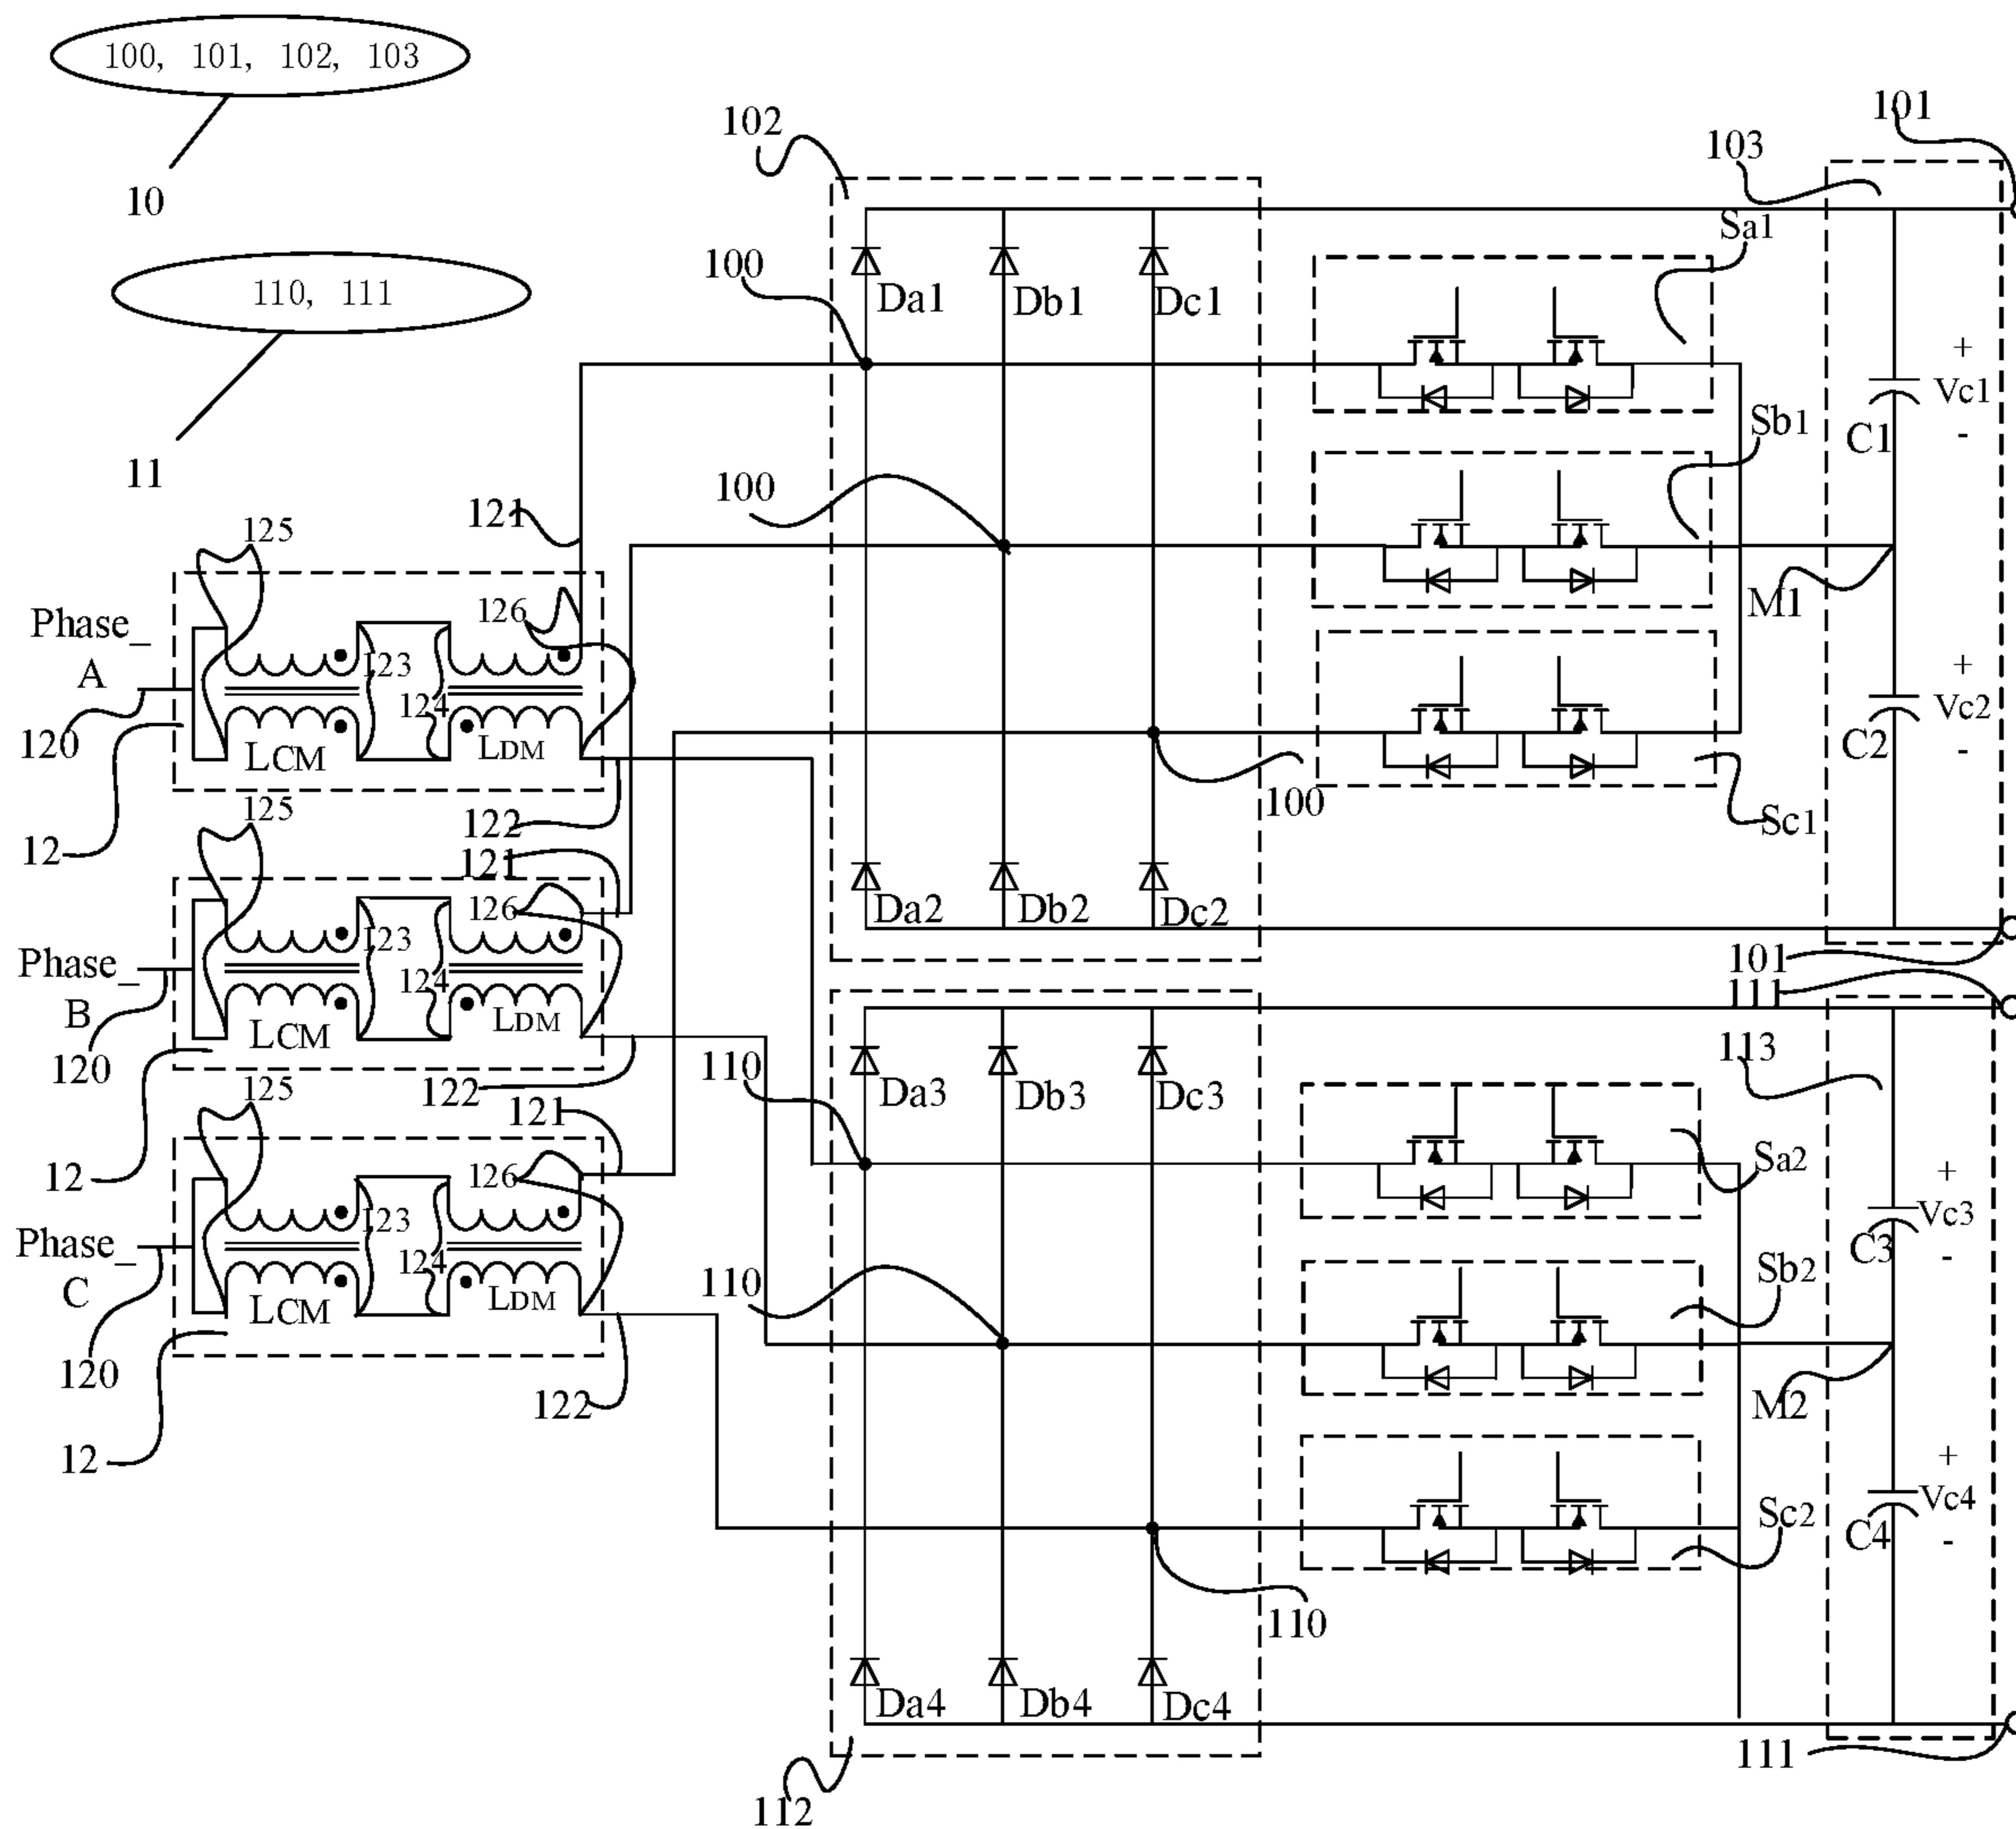 100, 101, 102, 103
10
110, 111
11
102
103
101
Sa1
100
Da1
Db1
Dc1
+
Vc1
-
C1
Sb1
100
121
125
126
M1
Phase_
A
123
124
120
LCM
LDM
+
Vc2
-
C2
100
Sc1
122
12
125
121
126
Da2
Db2
Dc2
123
124
Phase_
B
LCM
LDM
101
111
120
110
Da3
Db3
Dc3
113
125
122
121
12
126
Sa2
123
124
Phase_
C
LCM
LDM
+
Vc3
-
C3
110
Sb2
120
122
M2
12
+
Vc4
-
C4
Sc2
110
Da4
Db4
Dc4
111
112